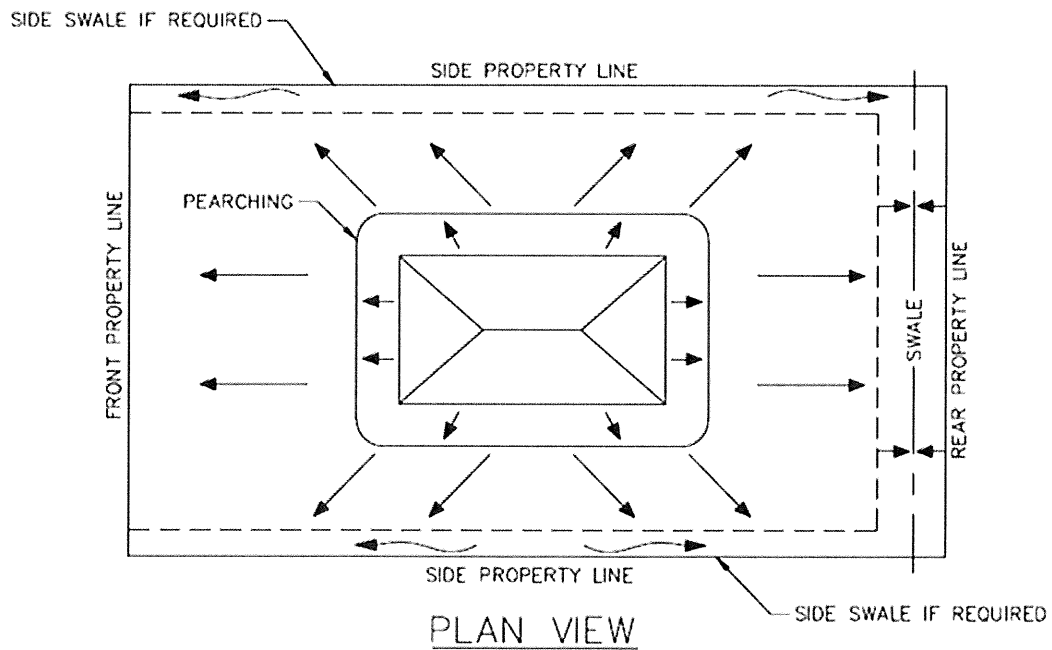 SIDE SWALE IF REQUIRED
SIDE PROPERTY LINE
PEARCHING
FRONT PROPERTY LINE
SWALE
REAR PROPERTY LINE
SIDE PROPERTY LINE
SIDE SWALE IF REQUIRED
PLAN VIEW